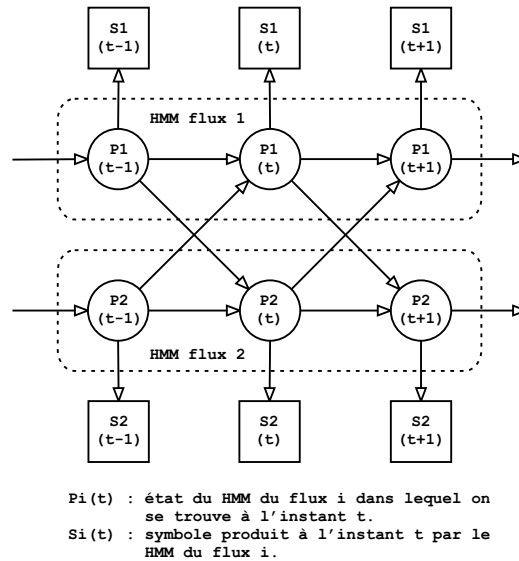 S1 (t-1)
S1 (t)
S1 (t+1)
HMM flux 1
P1 (t-1)
P1 (t)
P1 (t+1)
P2 (t-1)
P2 (t)
P2 (t+1)
HMM flux 2
S2 (t-1)
S2 (t)
S2 (t+1)
Pi(t) : état du HMM du flux i dans lequel on
se trouve à l'instant t.
Si(t) : symbole produit à l'instant t par le
HMM du flux i.